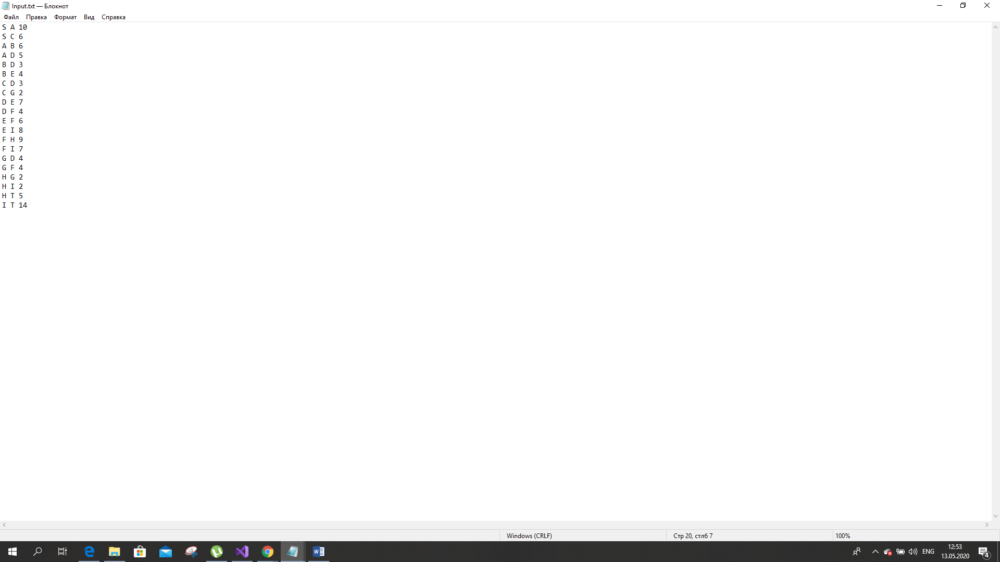 Input.txt — Блокнот
Файл Правка Формат Вид Справка
S A 10
S C 6
A B 6
A D 5
B D 3
B E 4
C D 3
C G 2
D E 7
D F 4
E F 6
E I 8
F H 9
F I 7
G D 4
G F 4
H G 2
H I 2
H T 5
I T 14
Windows (CRLF) Стр 20, стлб 7 100%
ENG 12:53
13.05.2020
4